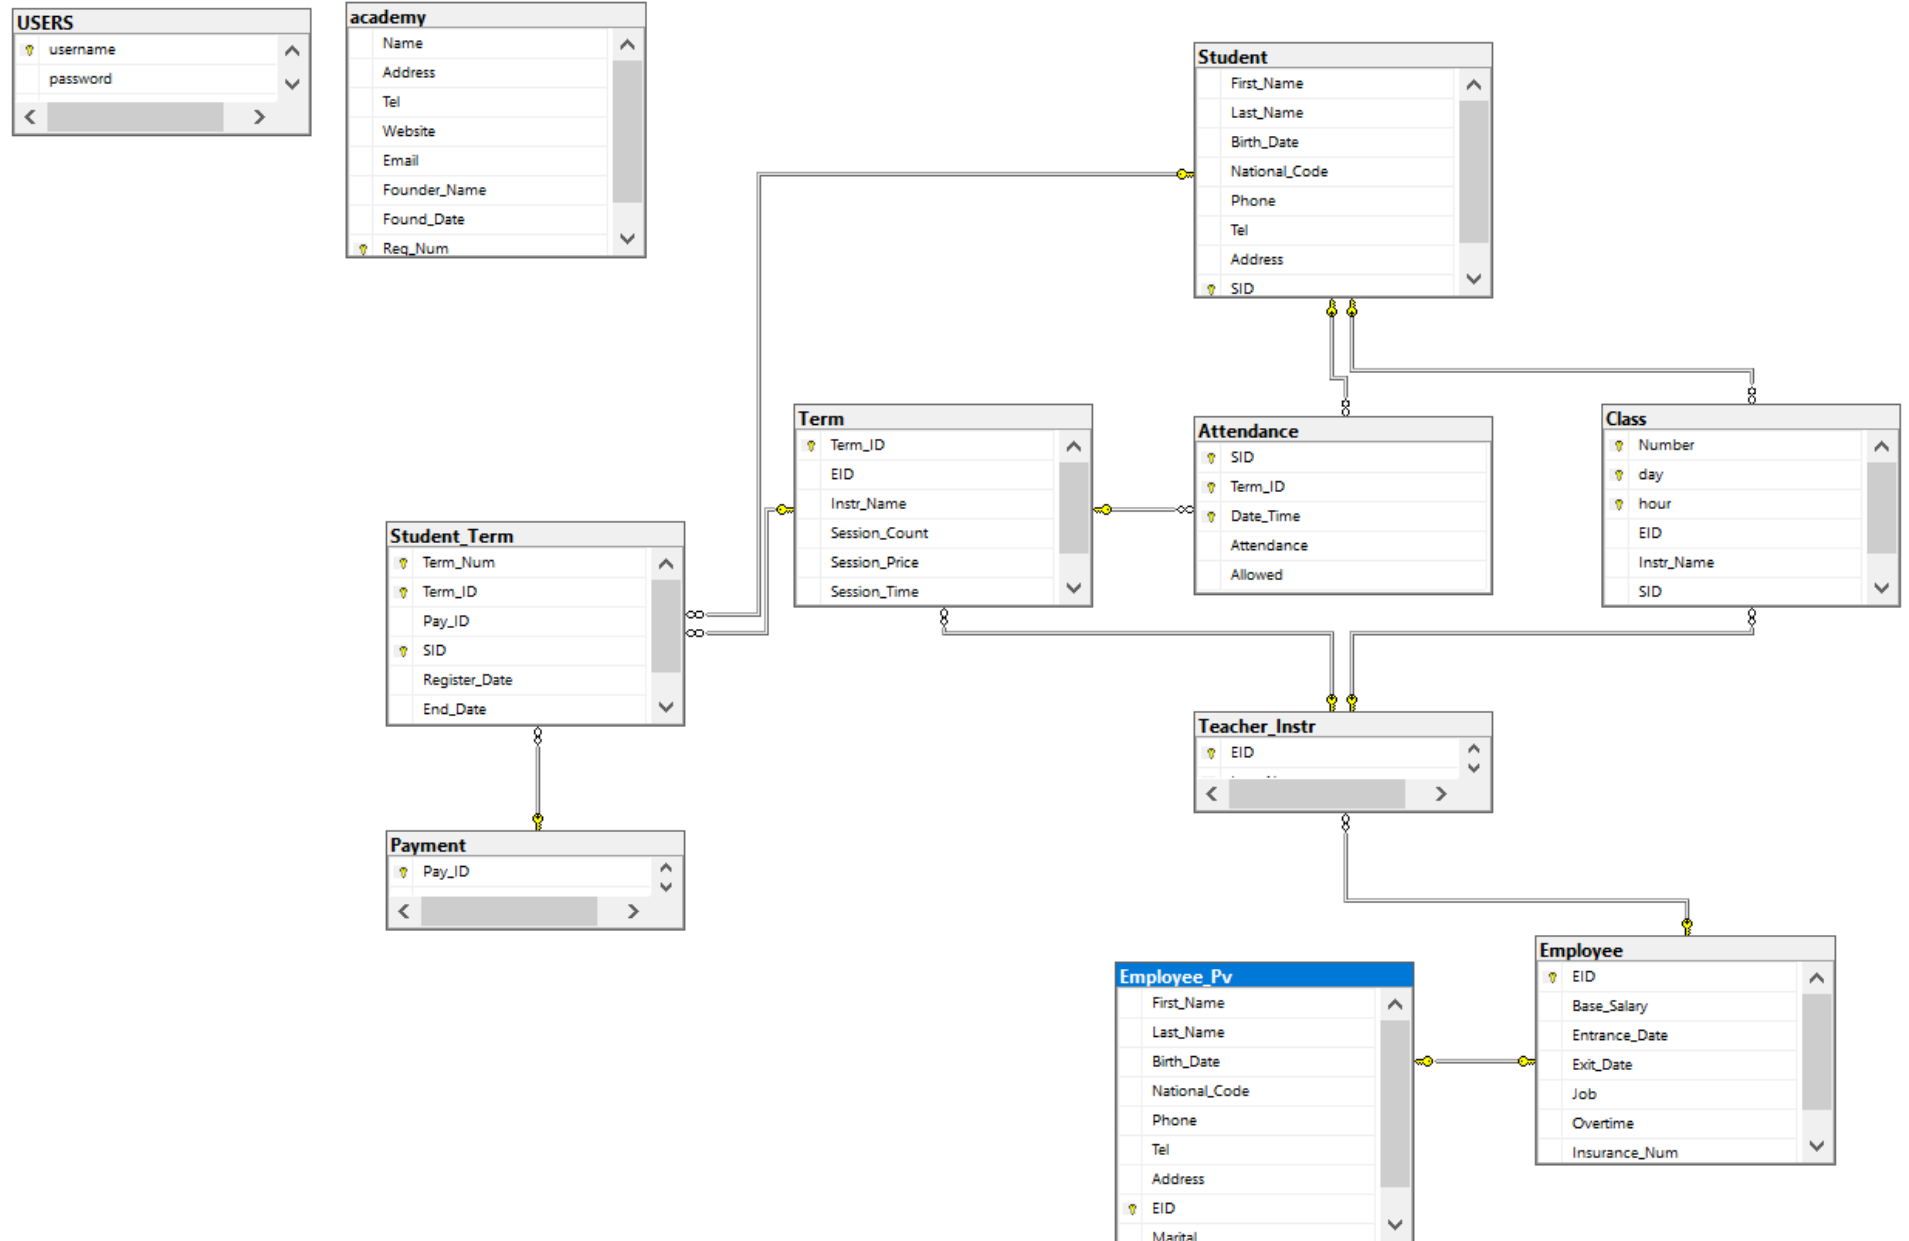 USERS
username
password
academy
Name
Address
Tel
Website
Email
Founder_Name
Found_Date
Reg_Num
Student
First_Name
Last_Name
Birth_Date
National_Code
Phone
Tel
Address
SID
Term
Term_ID
EID
Instr_Name
Session_Count
Session_Price
Session_Time
Attendance
SID
Term_ID
Date_Time
Attendance
Allowed
Class
Number
day
hour
EID
Instr_Name
SID
Student_Term
Term_Num
Term_ID
Pay_ID
SID
Register_Date
End_Date
Teacher_Instr
EID
Payment
Pay_ID
Employee
EID
Base_Salary
Entrance_Date
Exit_Date
Job
Overtime
Insurance_Num
Employee_Pv
First_Name
Last_Name
Birth_Date
National_Code
Phone
Tel
Address
EID
Marital